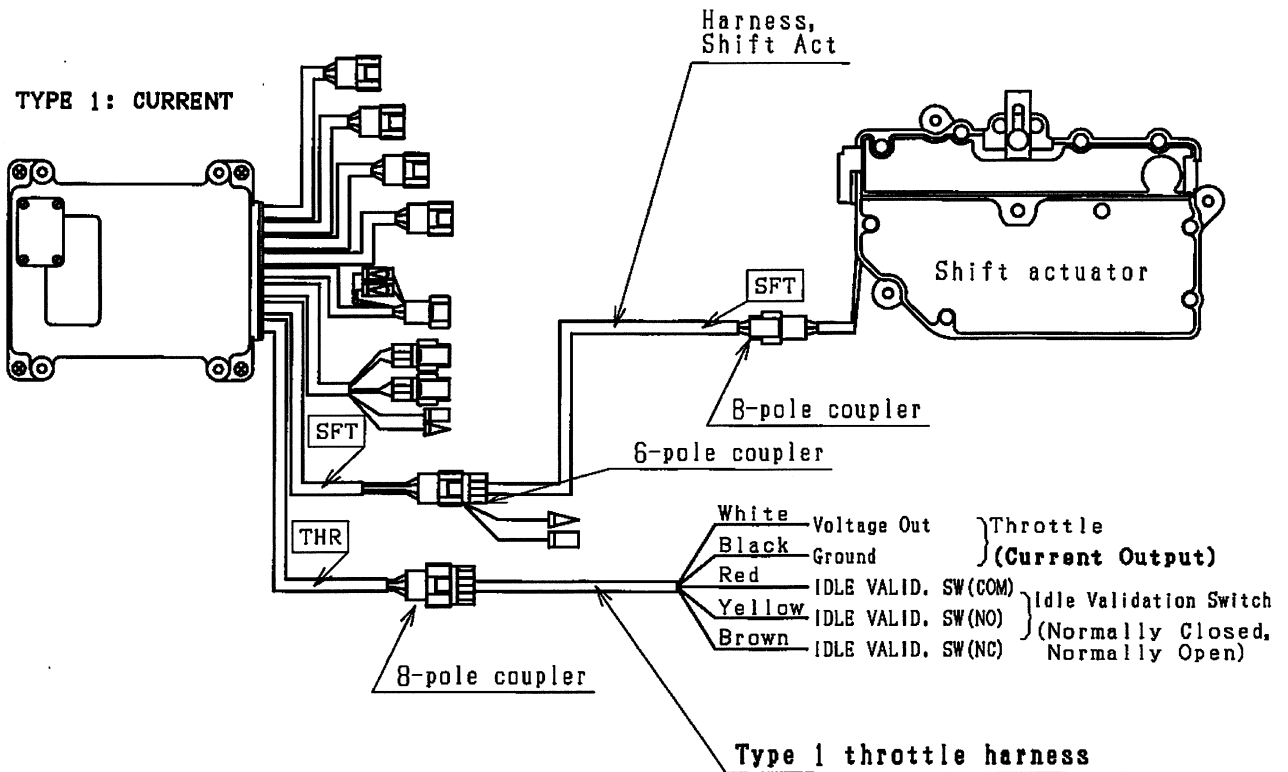 Harness,
Shift Act
TYPE 1: CURRENT
Shift actuator
SFT
8-pole coupler
SFT
6-pole coupler
THR
White Voltage Out
Black Ground
Throttle
(Current Output)
Red IDLE VALID. SW(COM)
Yellow IDLE VALID. SW(NO)
Brown IDLE VALID. SW(NC)
Idle Validation Switch
(Normally Closed,
Normally Open)
8-pole coupler
Type 1 throttle harness